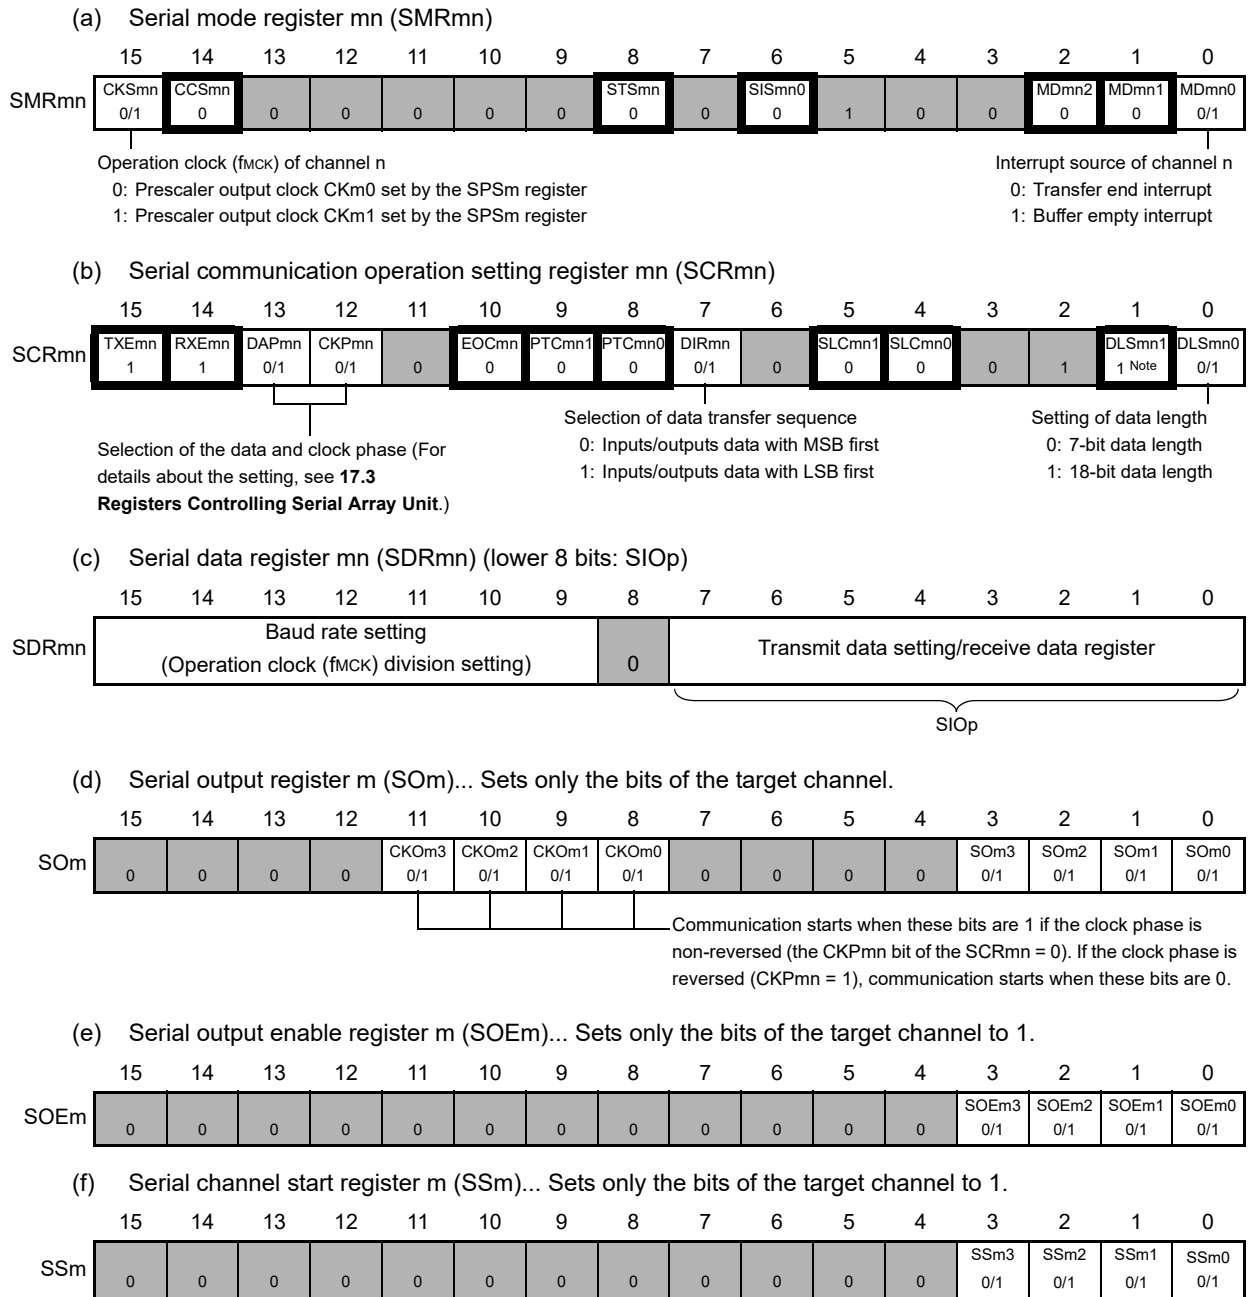 (a) Serial mode register mn (SMRmn)
15 14 13 12 11 10 9 8 7 6 5 4 3 2 1 0
SMRmn
CKSmn CCSmn STSmn SISmn0 MDmn2 MDmn1 MDmn0
0/1 0 0 0 0 0 0 0 0 0 1 0 0 0 0 0/1
Operation clock (fMCK) of channel n
0: Prescaler output clock CKm0 set by the SPSm register
1: Prescaler output clock CKm1 set by the SPSm register
Interrupt source of channel n
0: Transfer end interrupt
1: Buffer empty interrupt
(b) Serial communication operation setting register mn (SCRmn)
15 14 13 12 11 10 9 8 7 6 5 4 3 2 1 0
SCRmn
TXEmn RXEmn DAPmn CKPmn EOCmn PTCmn1 PTCmn0 DIRmn SLCmn1 SLCmn0 DLSmn1 DLSmn0
1 1 0/1 0/1 0 0 0 0 0/1 0 0 0 0 1 1 Note 0/1
Selection of the data and clock phase (For
details about the setting, see 17.3
Registers Controlling Serial Array Unit.)
Selection of data transfer sequence
0: Inputs/outputs data with MSB first
1: Inputs/outputs data with LSB first
Setting of data length
0: 7-bit data length
1: 18-bit data length
(c) Serial data register mn (SDRmn) (lower 8 bits: SIOp)
15 14 13 12 11 10 9 8 7 6 5 4 3 2 1 0
SDRmn
Baud rate setting
(Operation clock (fMCK) division setting)
0
Transmit data setting/receive data register
SIOp
(d) Serial output register m (SOm)... Sets only the bits of the target channel.
15 14 13 12 11 10 9 8 7 6 5 4 3 2 1 0
SOm
CKOm3 CKOm2 CKOm1 CKOm0 SOm3 SOm2 SOm1 SOm0
0 0 0 0 0/1 0/1 0/1 0/1 0 0 0 0 0/1 0/1 0/1 0/1
Communication starts when these bits are 1 if the clock phase is
non-reversed (the CKPmn bit of the SCRmn = 0). If the clock phase is
reversed (CKPmn = 1), communication starts when these bits are 0.
(e) Serial output enable register m (SOEm)... Sets only the bits of the target channel to 1.
15 14 13 12 11 10 9 8 7 6 5 4 3 2 1 0
SOEm
SOEm3 SOEm2 SOEm1 SOEm0
0 0 0 0 0 0 0 0 0 0 0 0 0/1 0/1 0/1 0/1
(f) Serial channel start register m (SSm)... Sets only the bits of the target channel to 1.
15 14 13 12 11 10 9 8 7 6 5 4 3 2 1 0
SSm
SSm3 SSm2 SSm1 SSm0
0 0 0 0 0 0 0 0 0 0 0 0 0/1 0/1 0/1 0/1